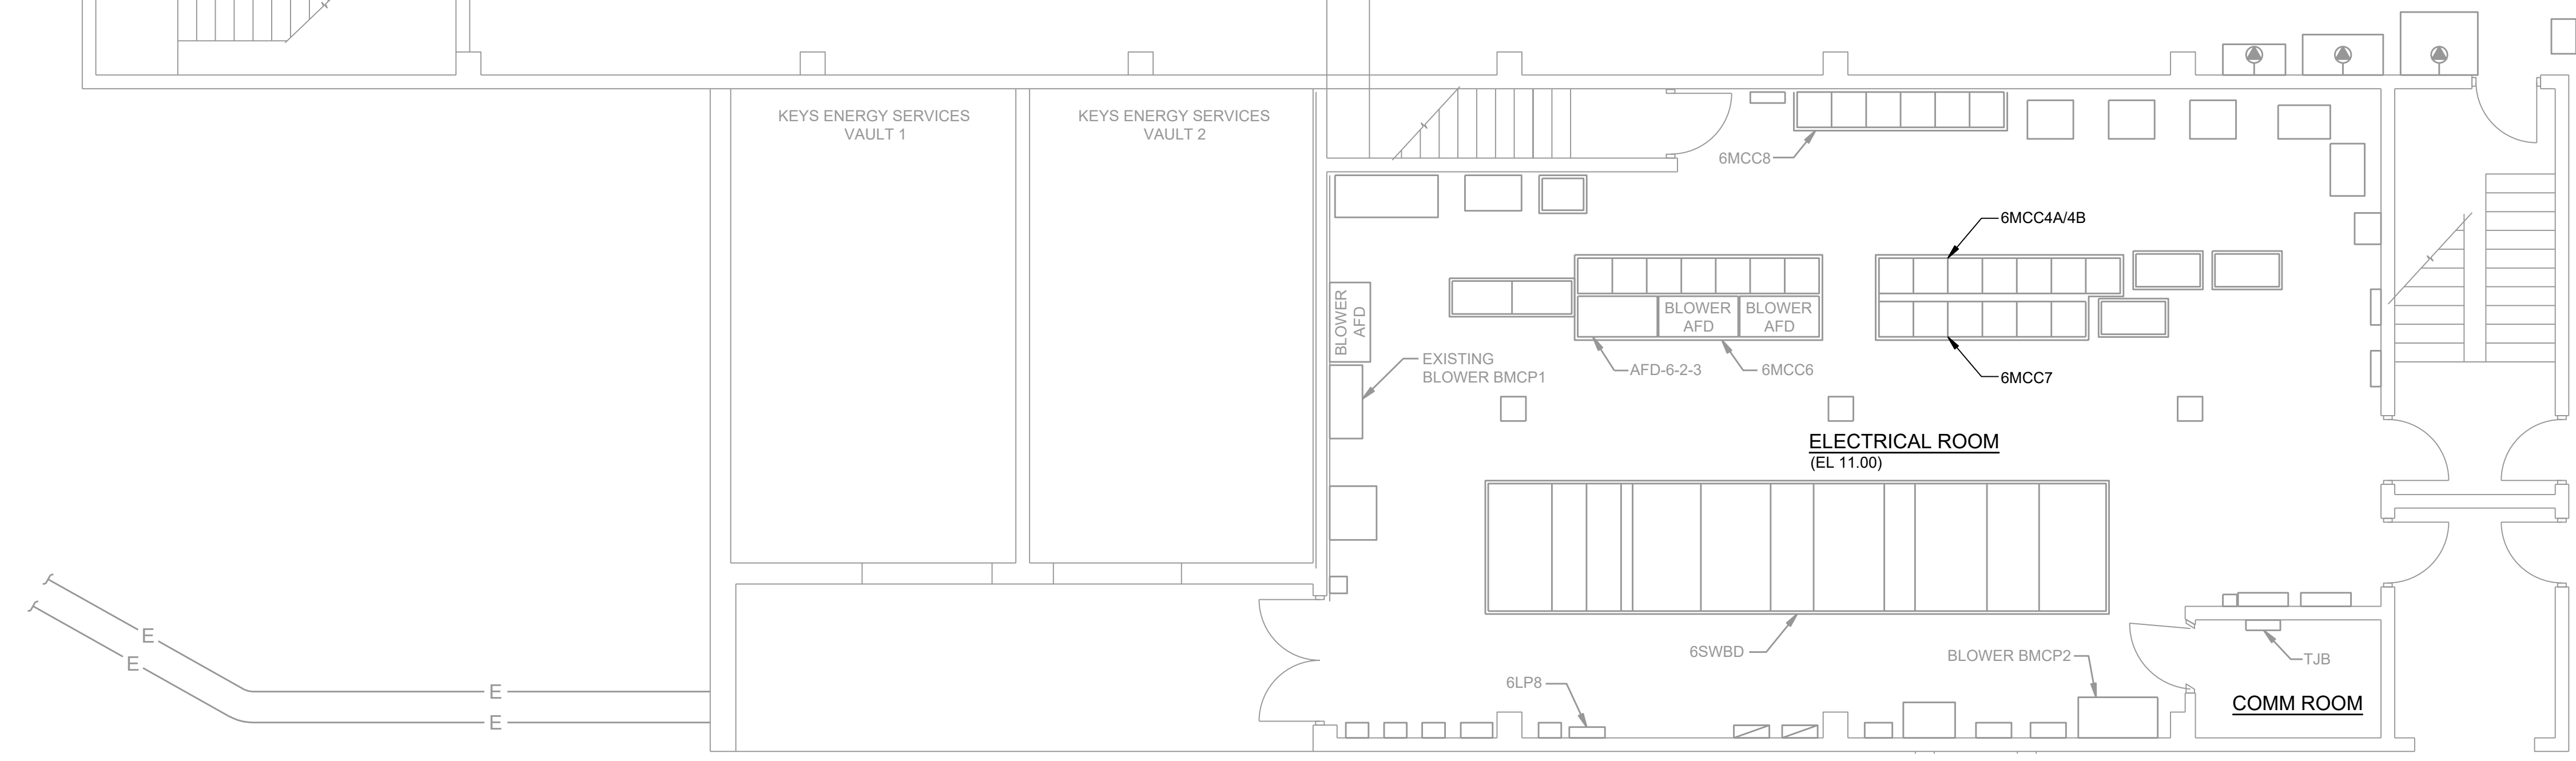 KEYS ENERGY SERVICES
VAULT 1
KEYS ENERGY SERVICES
VAULT 2
6MCC8
6MCC4A/4B
BLOWER
AFD
BLOWER
AFD
BLOWER
AFD
EXISTING
BLOWER BMCP1
AFD-6-2-3
6MCC6
6MCC7
ELECTRICAL ROOM
(EL 11.00)
6SWBD
BLOWER BMCP2
TJB
6LP8
COMM ROOM
E
E
E
E